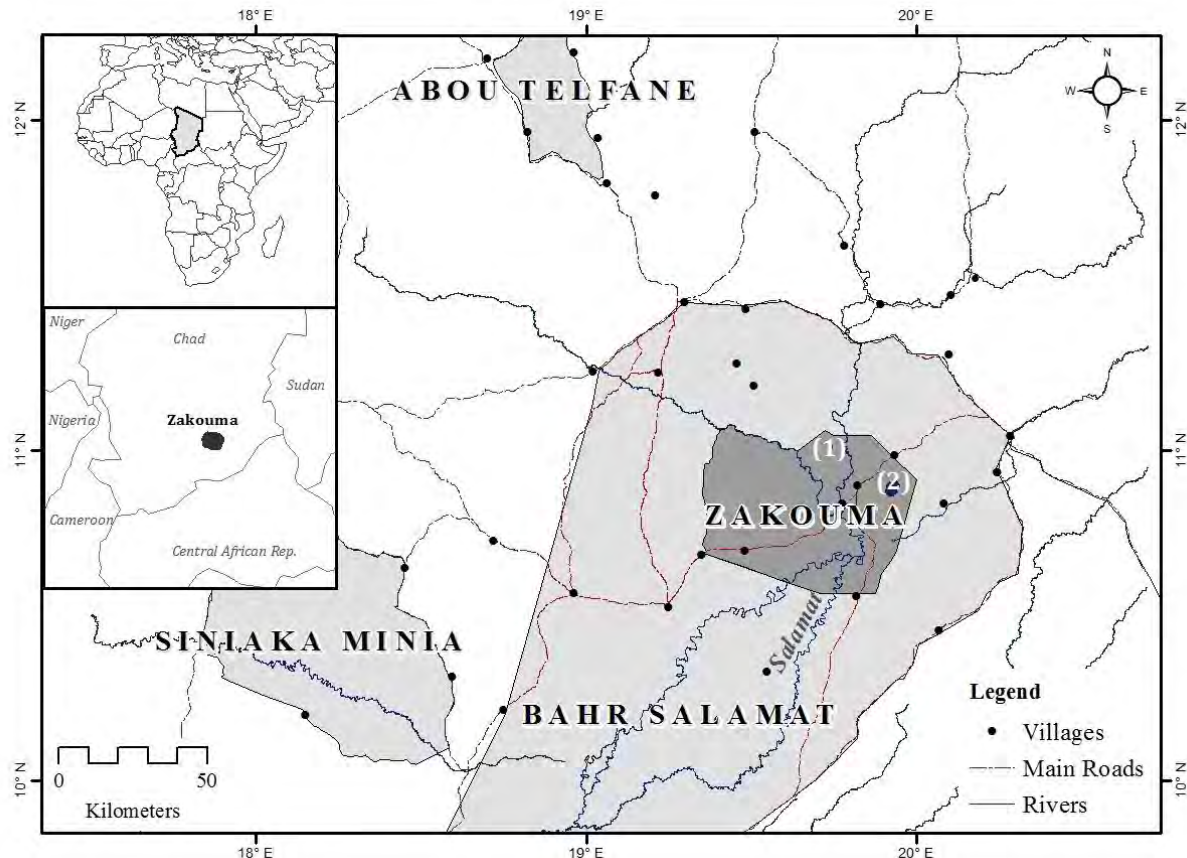 18° E
19° E
20° E
12° N
11° N
10° N
12° N
11° N
10° N
N
W
E
S
ABOU TELFANE
Niger
Chad
Sudan
Nigeria
Zakouma
Cameroon
Central African Rep.
(1)
(2)
ZAKOUMA
Salamat
SINIAKA MINIA
BAHR SALAMAT
0
50
Kilometers
Legend
Villages
Main Roads
Rivers
18° E
19° E
20° E